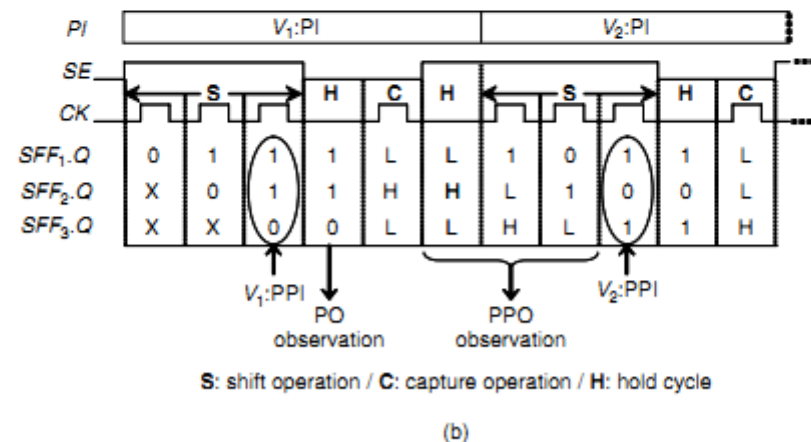 PI V₁:PI V₂:PI
SE S H C H S H C
CK
SFF₁.Q 0 1 1 1 L L 1 0 1 1 L
SFF₂.Q X 0 1 1 H H L 1 0 0 L
SFF₃.Q X X 0 0 L L H L 1 1 H
V₁:PPI PO observation PPO observation V₂:PPI
S: shift operation / C: capture operation / H: hold cycle
(b)